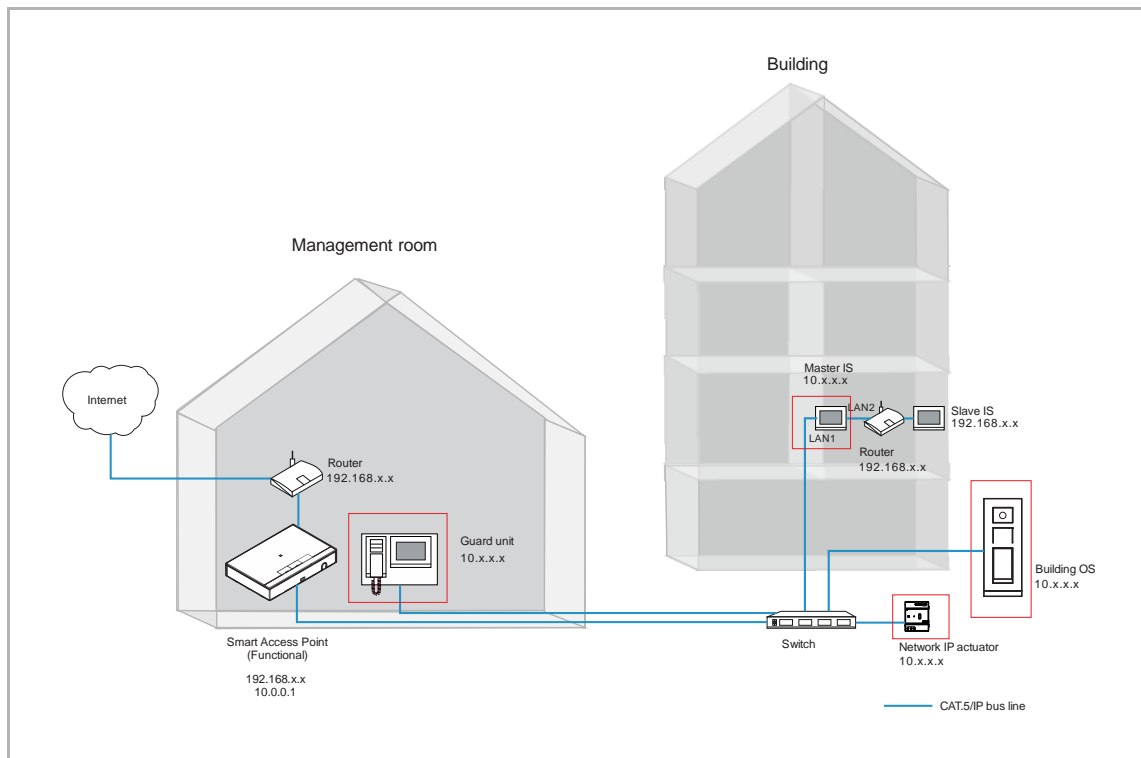 Building
Management room
Master IS
10.x.x.x
LAN2
Slave IS
192.168.x.x
LAN1
Router
192.168.x.x
Internet
Router
192.168.x.x
Guard unit
10.x.x.x
Building OS
10.x.x.x
Smart Access Point
(Functional)
192.168.x.x
10.0.0.1
Switch
Network IP actuator
10.x.x.x
CAT.5/IP bus line